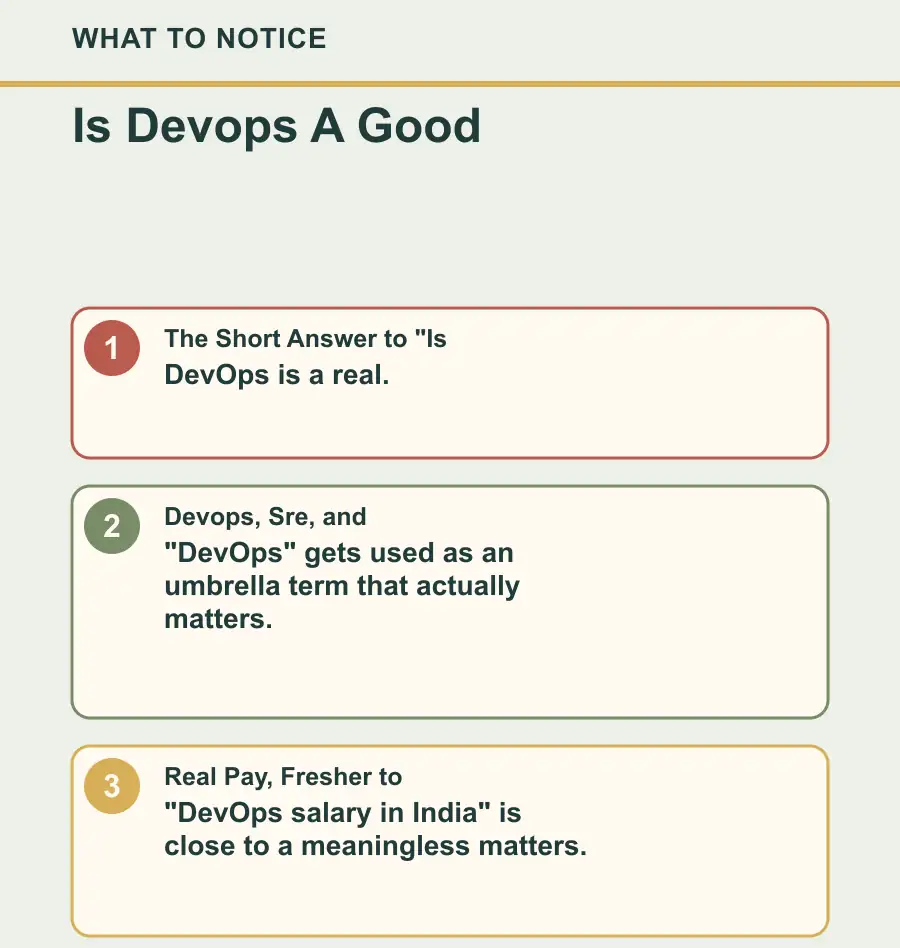 WHAT TO NOTICE
Is Devops A Good
1
The Short Answer to "Is
DevOps is a real.
2
Devops, Sre, and
"DevOps" gets used as an
umbrella term that actually
matters.
3
Real Pay, Fresher to
"DevOps salary in India" is
close to a meaningless matters.